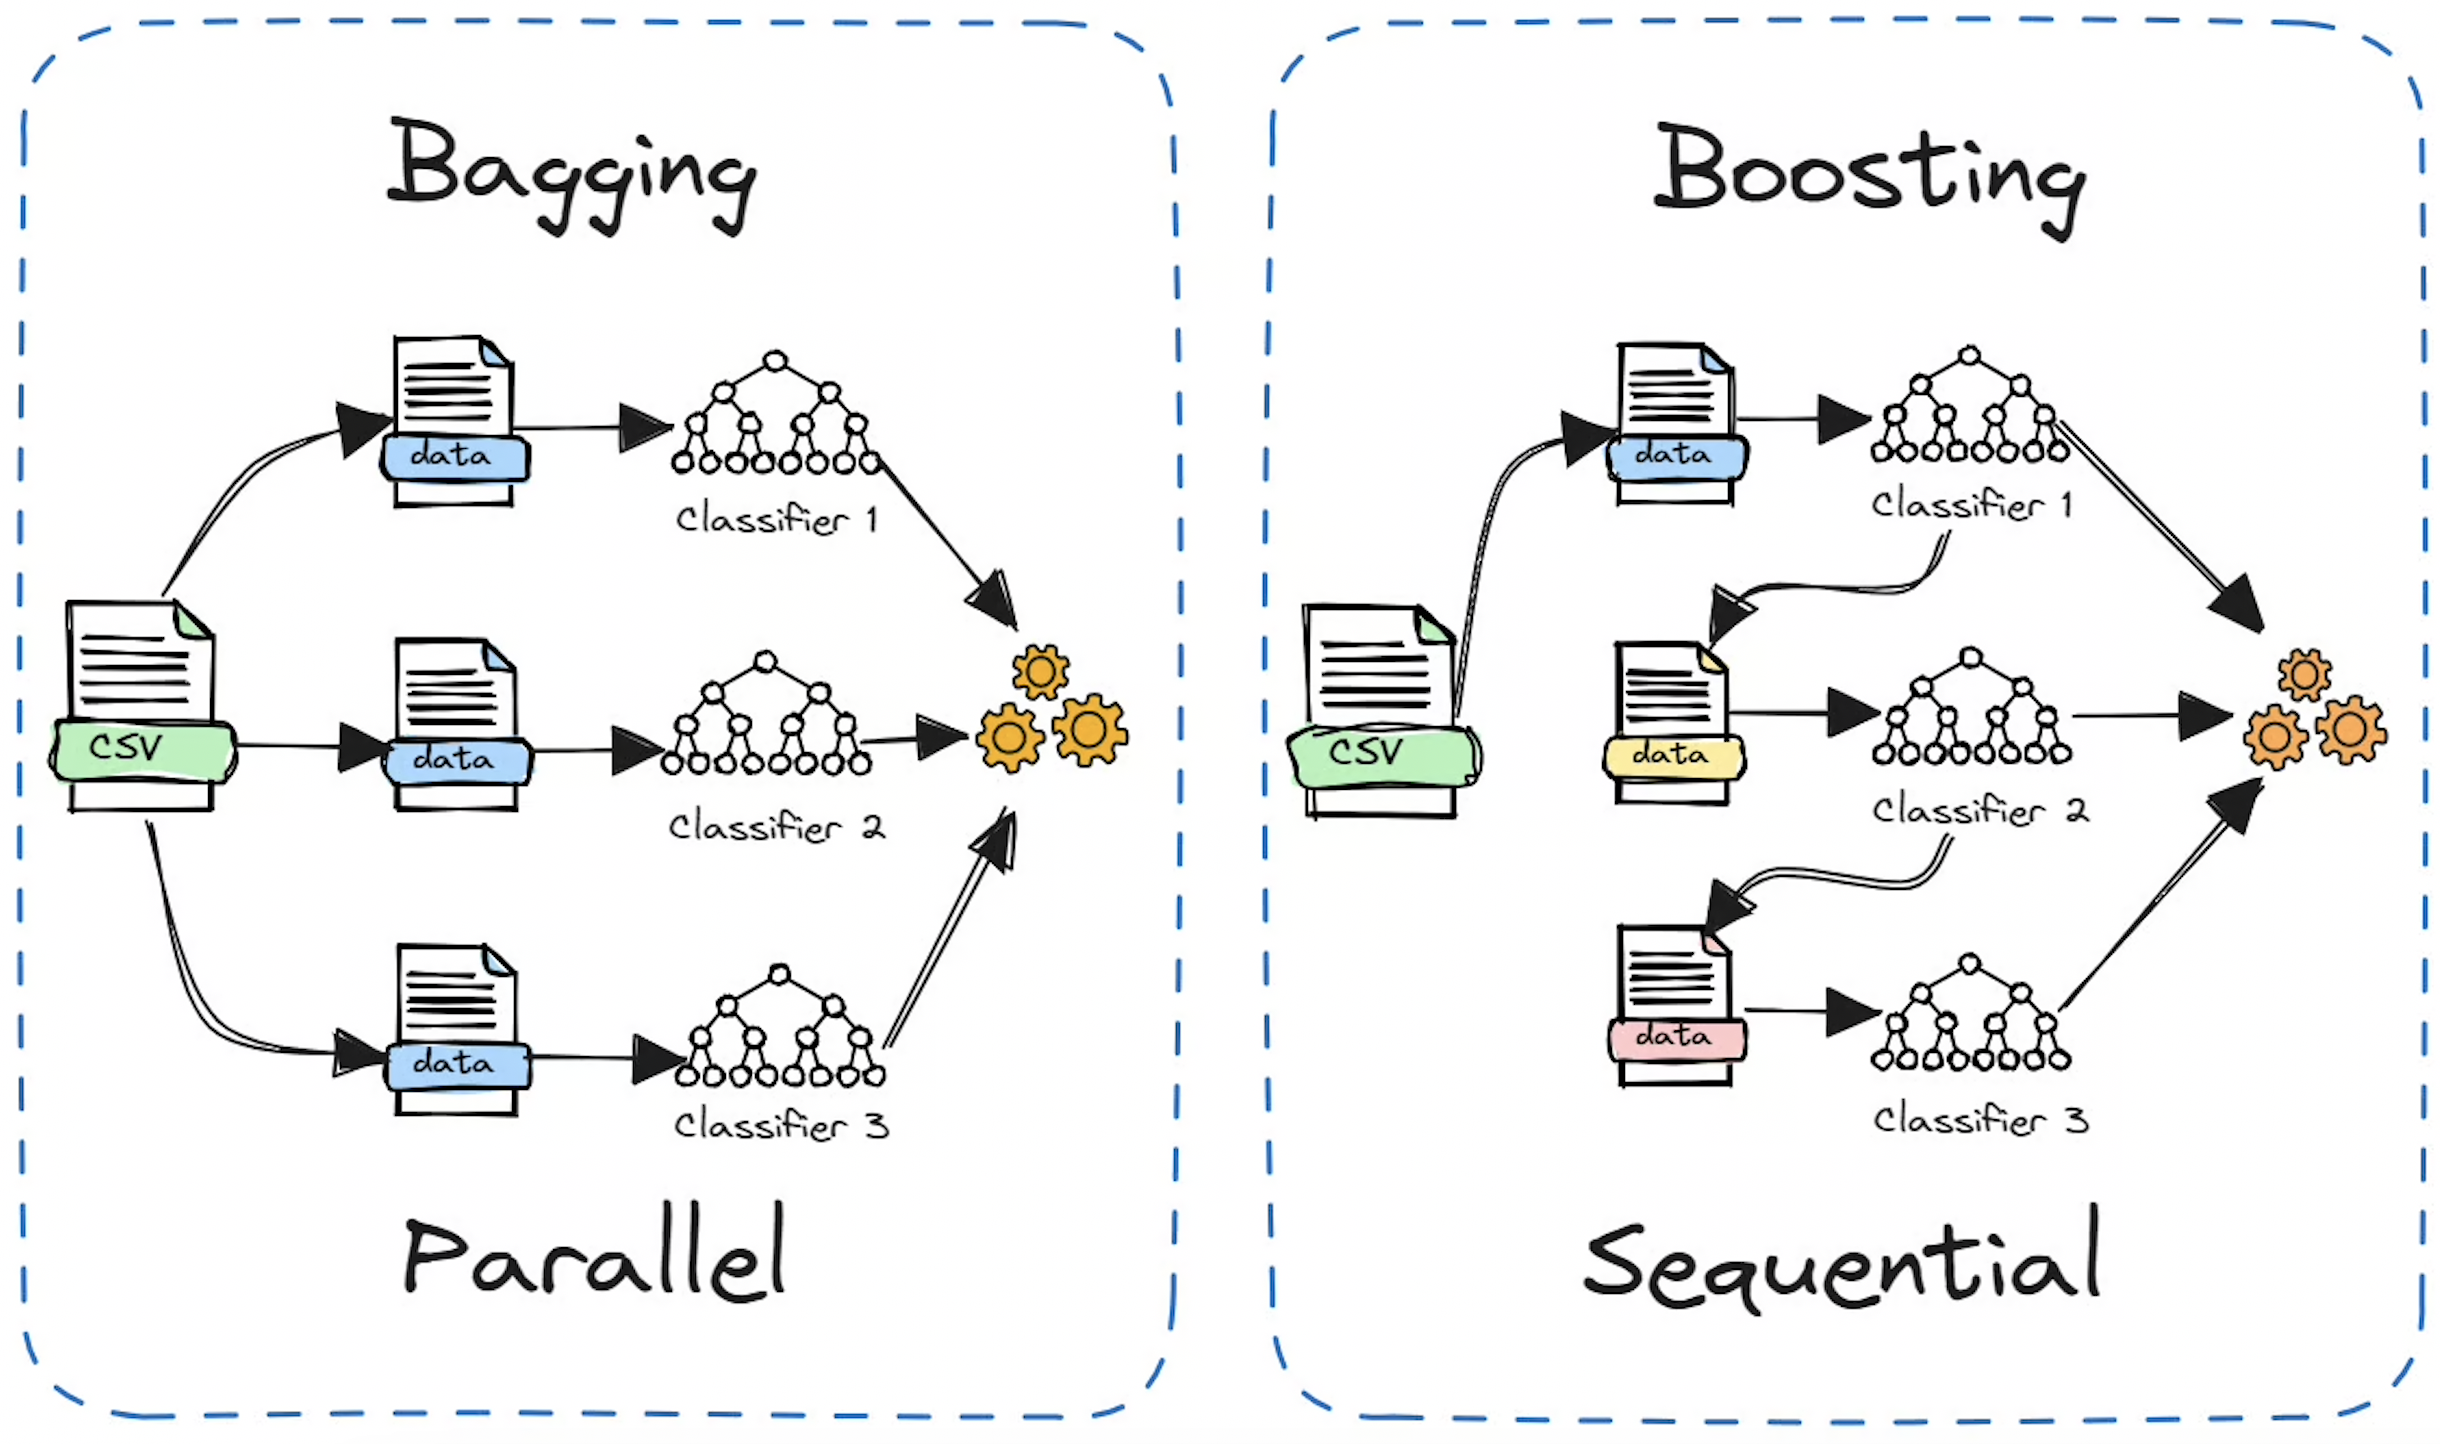 Bagging
data
Classifier 1
CSV
data
Classifier 2
data
Classifier 3
Parallel
Boosting
data
Classifier 1
CSV
data
Classifier 2
data
Classifier 3
Sequential